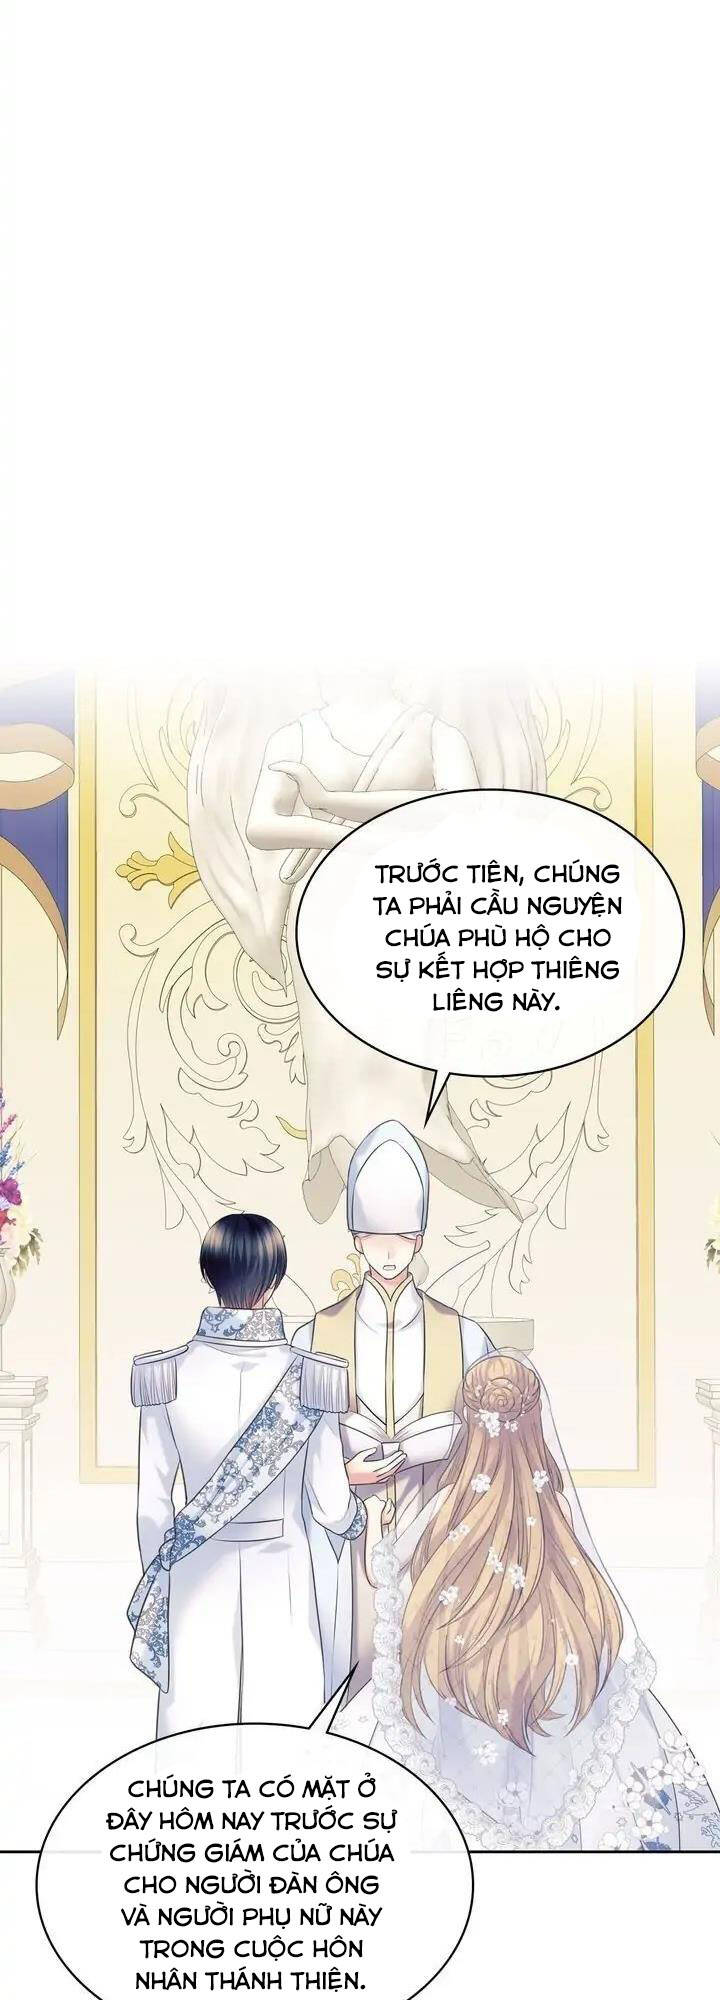 TRƯỚC TIÊN, CHÚNG
TA PHẢI CẦU NGUYỆN
CHÚA PHÙ HỘ CHO
SỰ KẾT HỢP THIÊNG
LIÊNG NÀY.
CHÚNG TA CÓ MẶT Ở
ĐÂY HÔM NAY TRƯỚC SỰ
CHỨNG GIÁM CỦA CHÚA
CHO NGƯỜI ĐÀN ÔNG
VÀ NGƯỜI PHỤ NỮ NÀY
TRONG CUỘC HÔN
NHÂN THÁNH THIỆN.